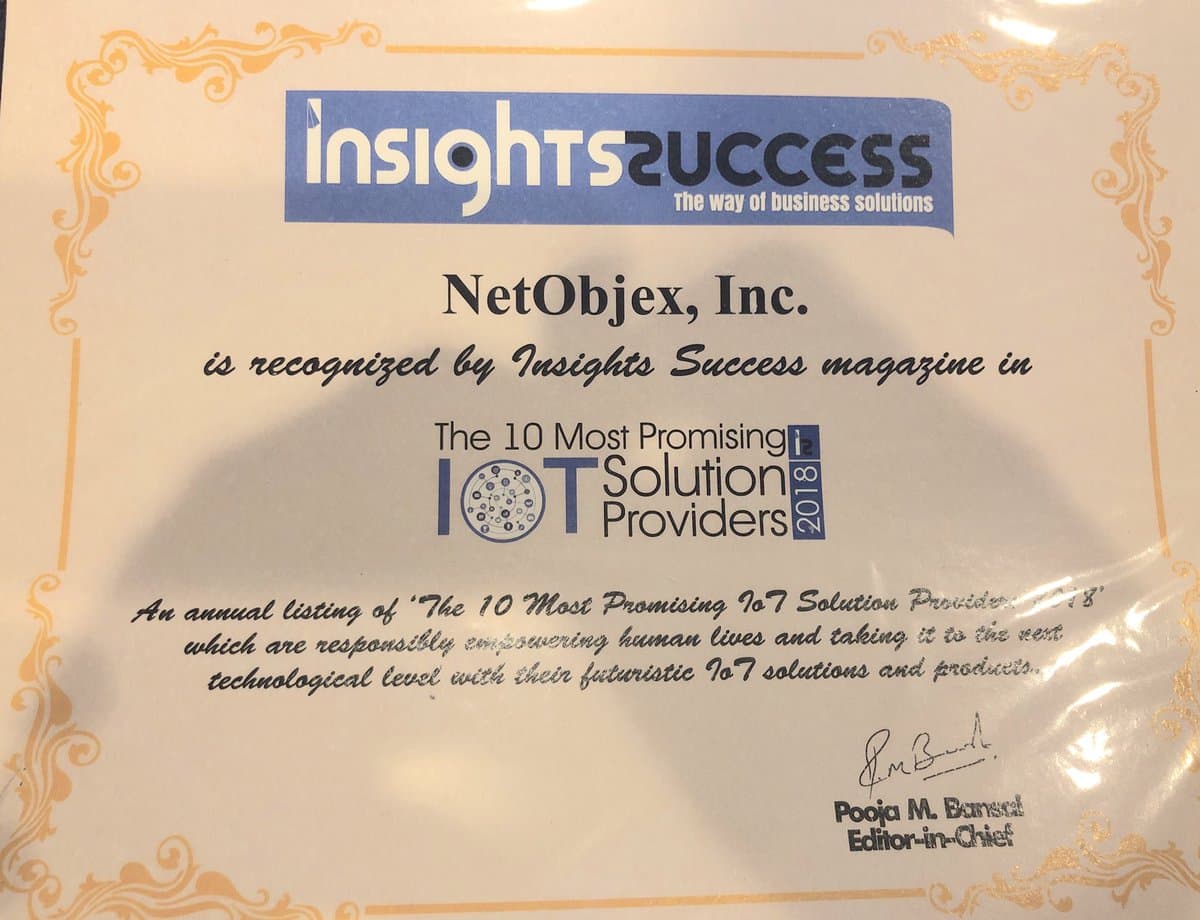 InsightsSuccess
The way of business solutions
NetObjex, Inc.
is recognized by Insights Success magazine in
The 10 Most Promising
IOT Solution
Providers
2018
An annual listing of 'The 10 Most Promising IoT Solution Providers 2018'
which are responsibly empowering human lives and taking it to the next
technological level with their futuristic IoT solutions and products.
Pooja M. Bansal
Editor-in-Chief